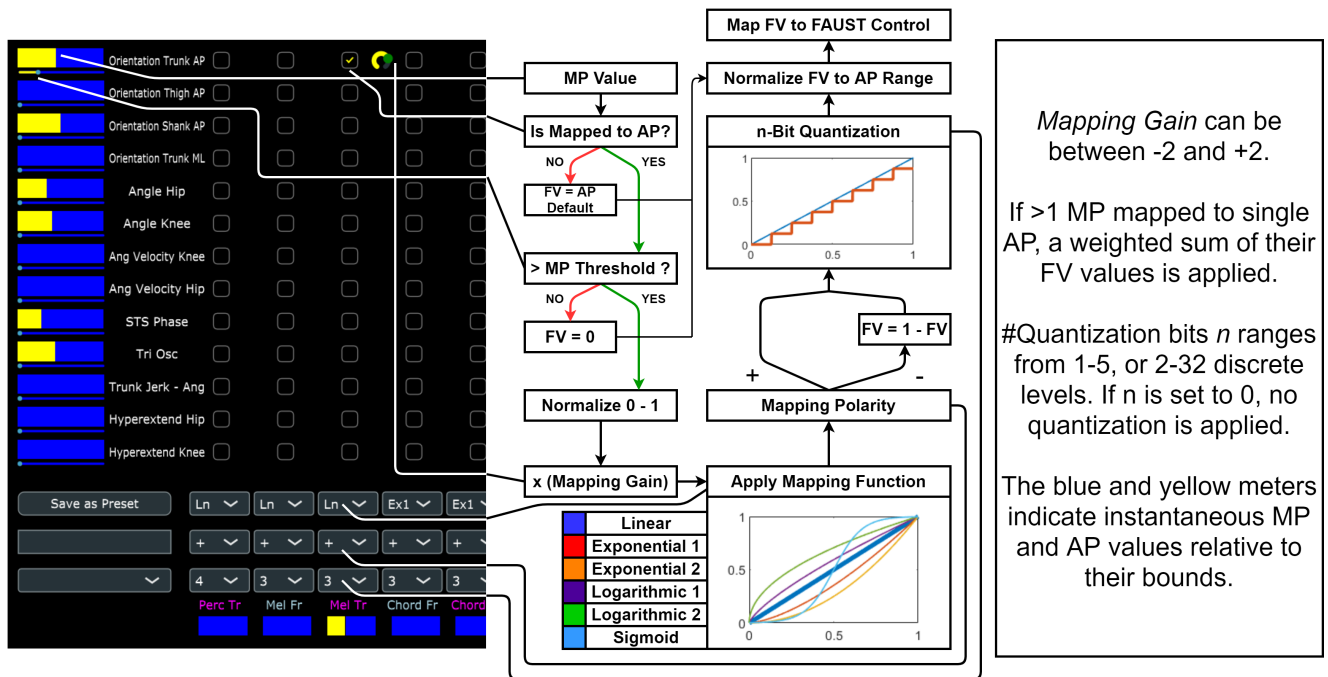 Orientation Trunk AP
Orientation Thigh AP
Orientation Shank AP
Orientation Trunk ML
Angle Hip
Angle Knee
Ang Velocity Knee
Ang Velocity Hip
STS Phase
Tri Osc
Trunk Jerk - Ang
Hyperextend Hip
Hyperextend Knee
Save as Preset
Ln Ln Ln Ex1 Ex1
+ + + + +
4 3 3 3 3
Perc Tr Mel Fr Mel Tr Chord Fr Chord
MP Value
Is Mapped to AP?
NO YES
FV = AP
Default
> MP Threshold ?
NO YES
FV = 0
Normalize 0 - 1
x (Mapping Gain)
Linear
Exponential 1
Exponential 2
Logarithmic 1
Logarithmic 2
Sigmoid
Map FV to FAUST Control
Normalize FV to AP Range
n-Bit Quantization
1
0.5
0
0 0.5 1
FV = 1 - FV
+ -
Mapping Polarity
Apply Mapping Function
1
0.5
0
0 0.5 1
Mapping Gain can be
between -2 and +2.
If >1 MP mapped to single
AP, a weighted sum of their
FV values is applied.
#Quantization bits n ranges
from 1-5, or 2-32 discrete
levels. If n is set to 0, no
quantization is applied.
The blue and yellow meters
indicate instantaneous MP
and AP values relative to
their bounds.